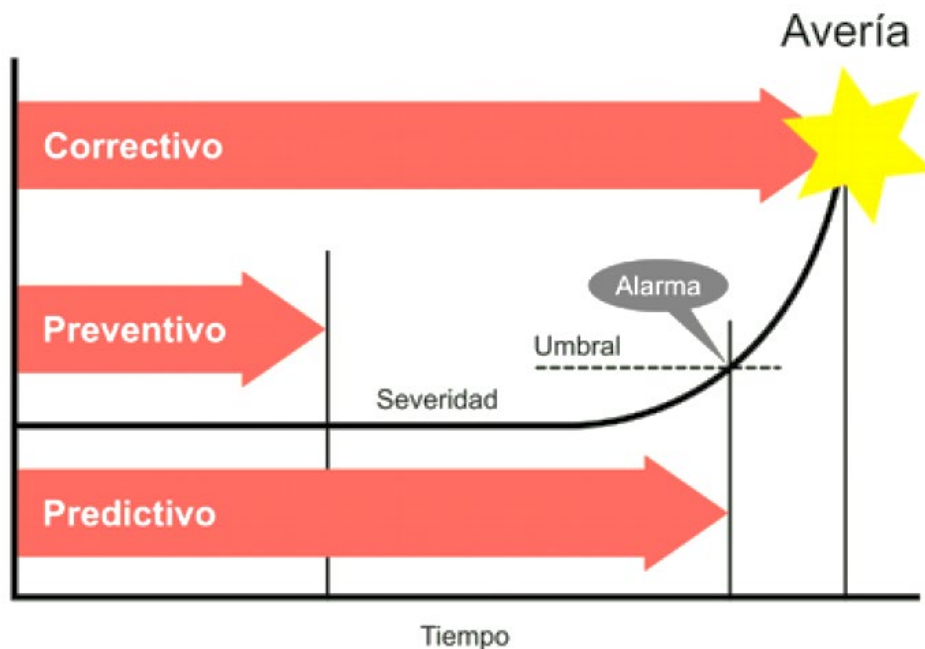 Avería
Correctivo
Alarma
Preventivo
Umbral
Severidad
Predictivo
Tiempo